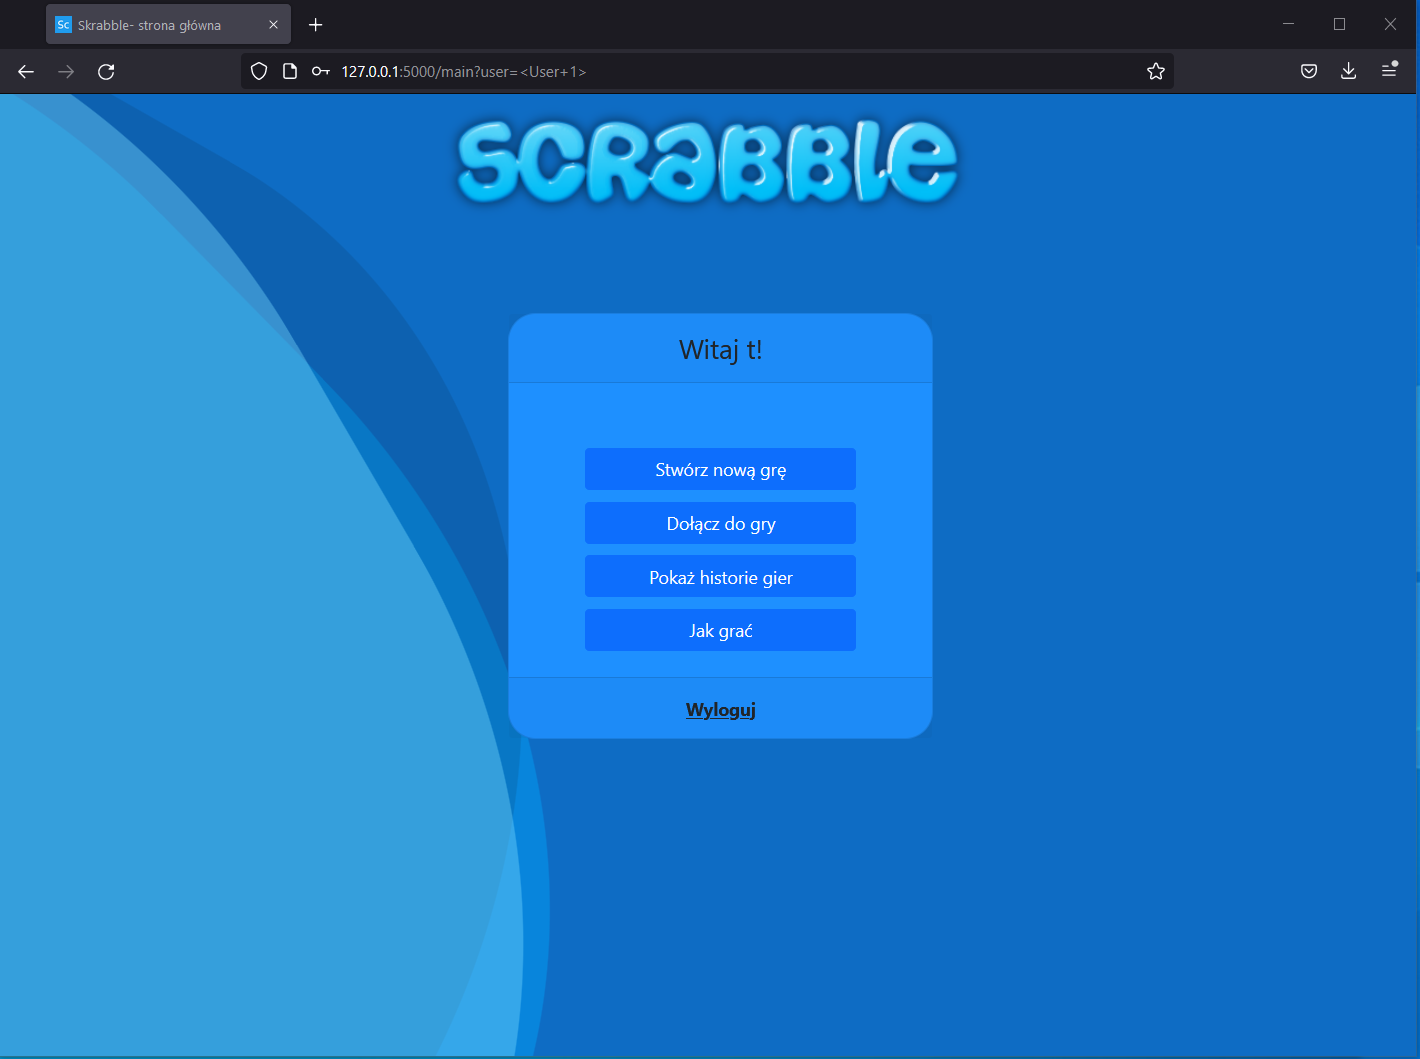 Sc Skrabble- strona główna
127.0.0.1:5000/main?user=<User+1>
SCRABBLE
Witaj t!
Stwórz nową grę
Dołącz do gry
Pokaż historie gier
Jak grać
Wyloguj